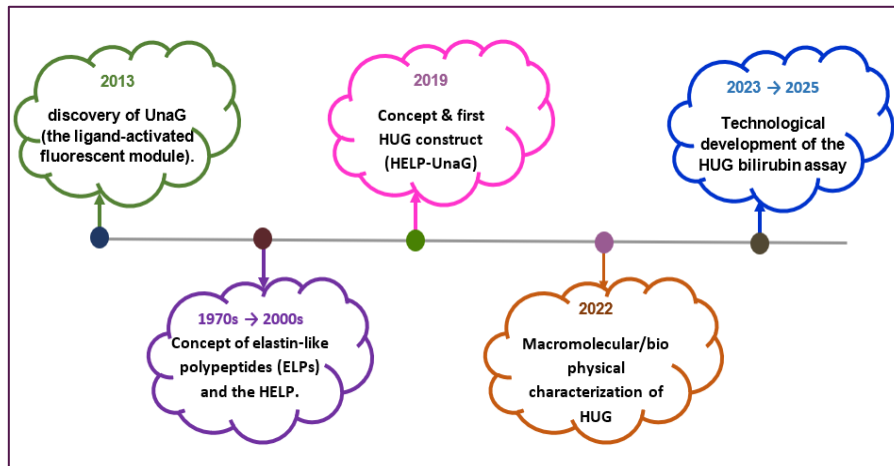 2013
discovery of UnaG
(the ligand-activated
fluorescent module).
1970s → 2000s
Concept of elastin-like
polypeptides (ELPs)
and the HELP.
2019
Concept & first
HUG construct
(HELP-UnaG)
2022
Macromolecular/bio
physical
characterization of
HUG
2023 → 2025
Technological
development of the
HUG bilirubin assay